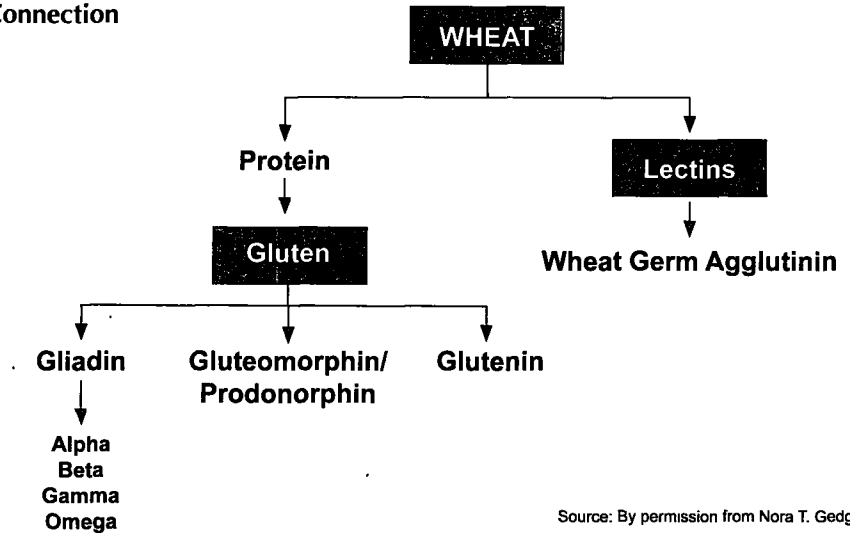 Connection
WHEAT
Protein
Lectins
Gluten
Wheat Germ Agglutinin
Gliadin
Gluteomorphin/
Prodonorphin
Glutenin
Alpha
Beta
Gamma
Omega
Source: By permission from Nora T.